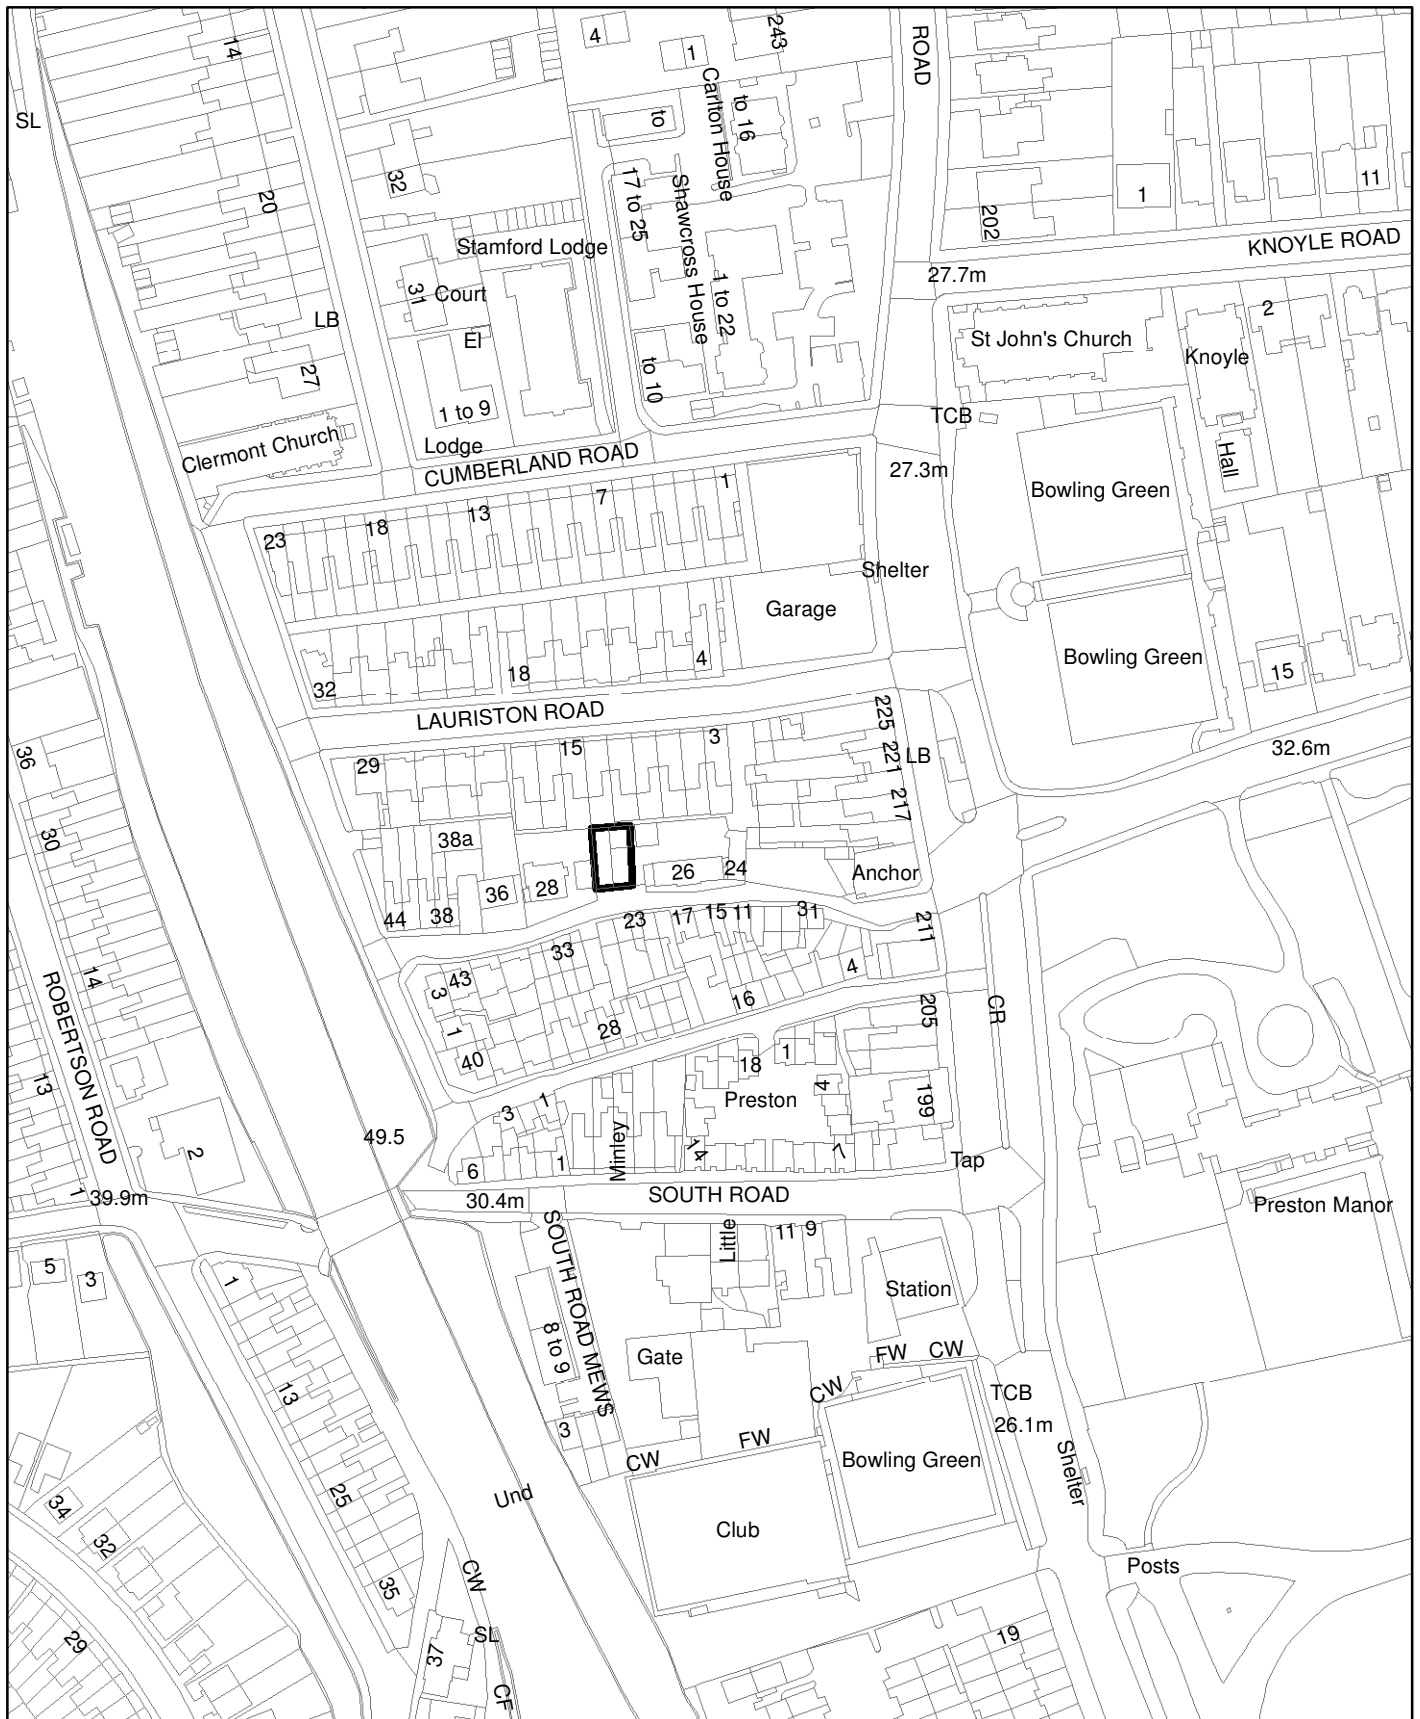 4
1
243
14
SL
ROAD
Carlton House
to 16
to
32
20
17 to 25
Shawcross House
1 to 22
202
1
11
KNOYLE ROAD
27.7m
Stamford Lodge
31
Court
El
LB
27
to 10
1 to 9
Lodge
St John's Church
Knoyle
2
Hall
TCB
Clermont Church
CUMBERLAND ROAD
27.3m
Bowling Green
23
18
13
7
1
Shelter
Garage
Bowling Green
15
32
18
4
LAURISTON ROAD
225
221
LB
217
32.6m
36
30
29
15
3
38a
44
38
36
28
26
24
Anchor
23
17
15
11
31
211
33
43
3
1
40
28
16
4
205
CR
14
ROBERTSON ROAD
13
1
18
1
4
Preston
199
3
1
Minley
14
7
6
1
Tap
49.5
2
39.9m
30.4m
SOUTH ROAD
Preston Manor
5
3
1
SOUTH ROAD MEWS
Little
11
9
Station
8 to 9
Gate
FW
CW
CW
TCB
26.1m
13
3
CW
FW
Bowling Green
Shelter
25
Und
Club
34
32
35
CW
Posts
29
37
SL
CF
19